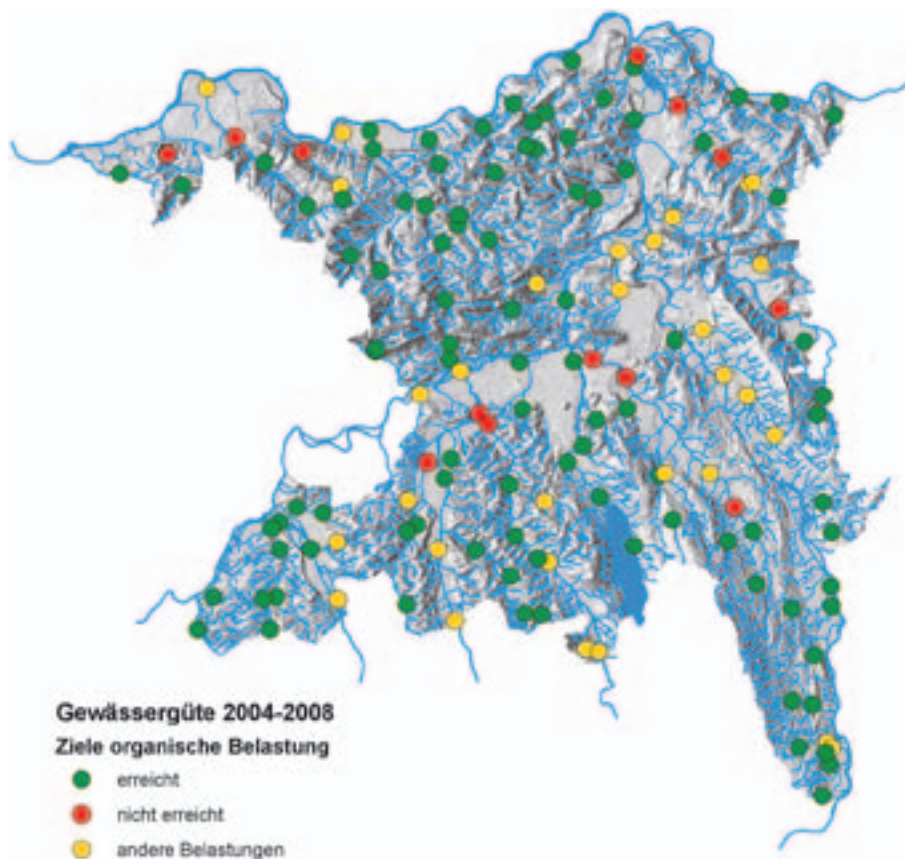 Gewässergüte 2004-2008
Ziele organische Belastung
erreicht
nicht erreicht
andere Belastungen